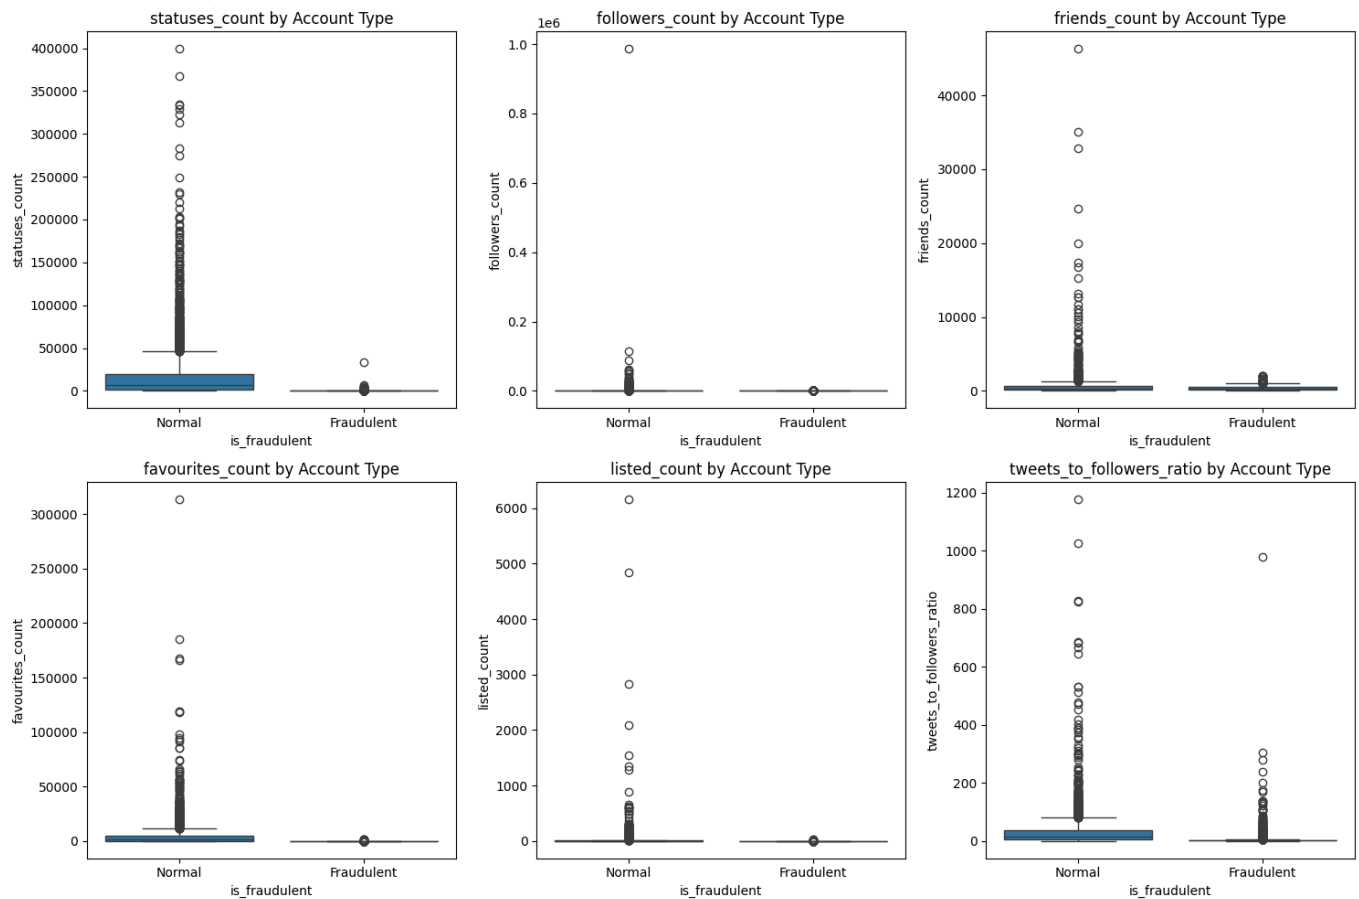 statuses_count by Account Type
400000
350000
300000
250000
200000
150000
100000
50000
0
statuses_count
Normal
Fraudulent
is_fraudulent
followers_count by Account Type
1e6
1.0
0.8
0.6
0.4
0.2
0.0
followers_count
Normal
Fraudulent
is_fraudulent
friends_count by Account Type
40000
30000
20000
10000
0
friends_count
Normal
Fraudulent
is_fraudulent
favourites_count by Account Type
300000
250000
200000
150000
100000
50000
0
favourites_count
Normal
Fraudulent
is_fraudulent
listed_count by Account Type
6000
5000
4000
3000
2000
1000
0
listed_count
Normal
Fraudulent
is_fraudulent
tweets_to_followers_ratio by Account Type
1200
1000
800
600
400
200
0
tweets_to_followers_ratio
Normal
Fraudulent
is_fraudulent